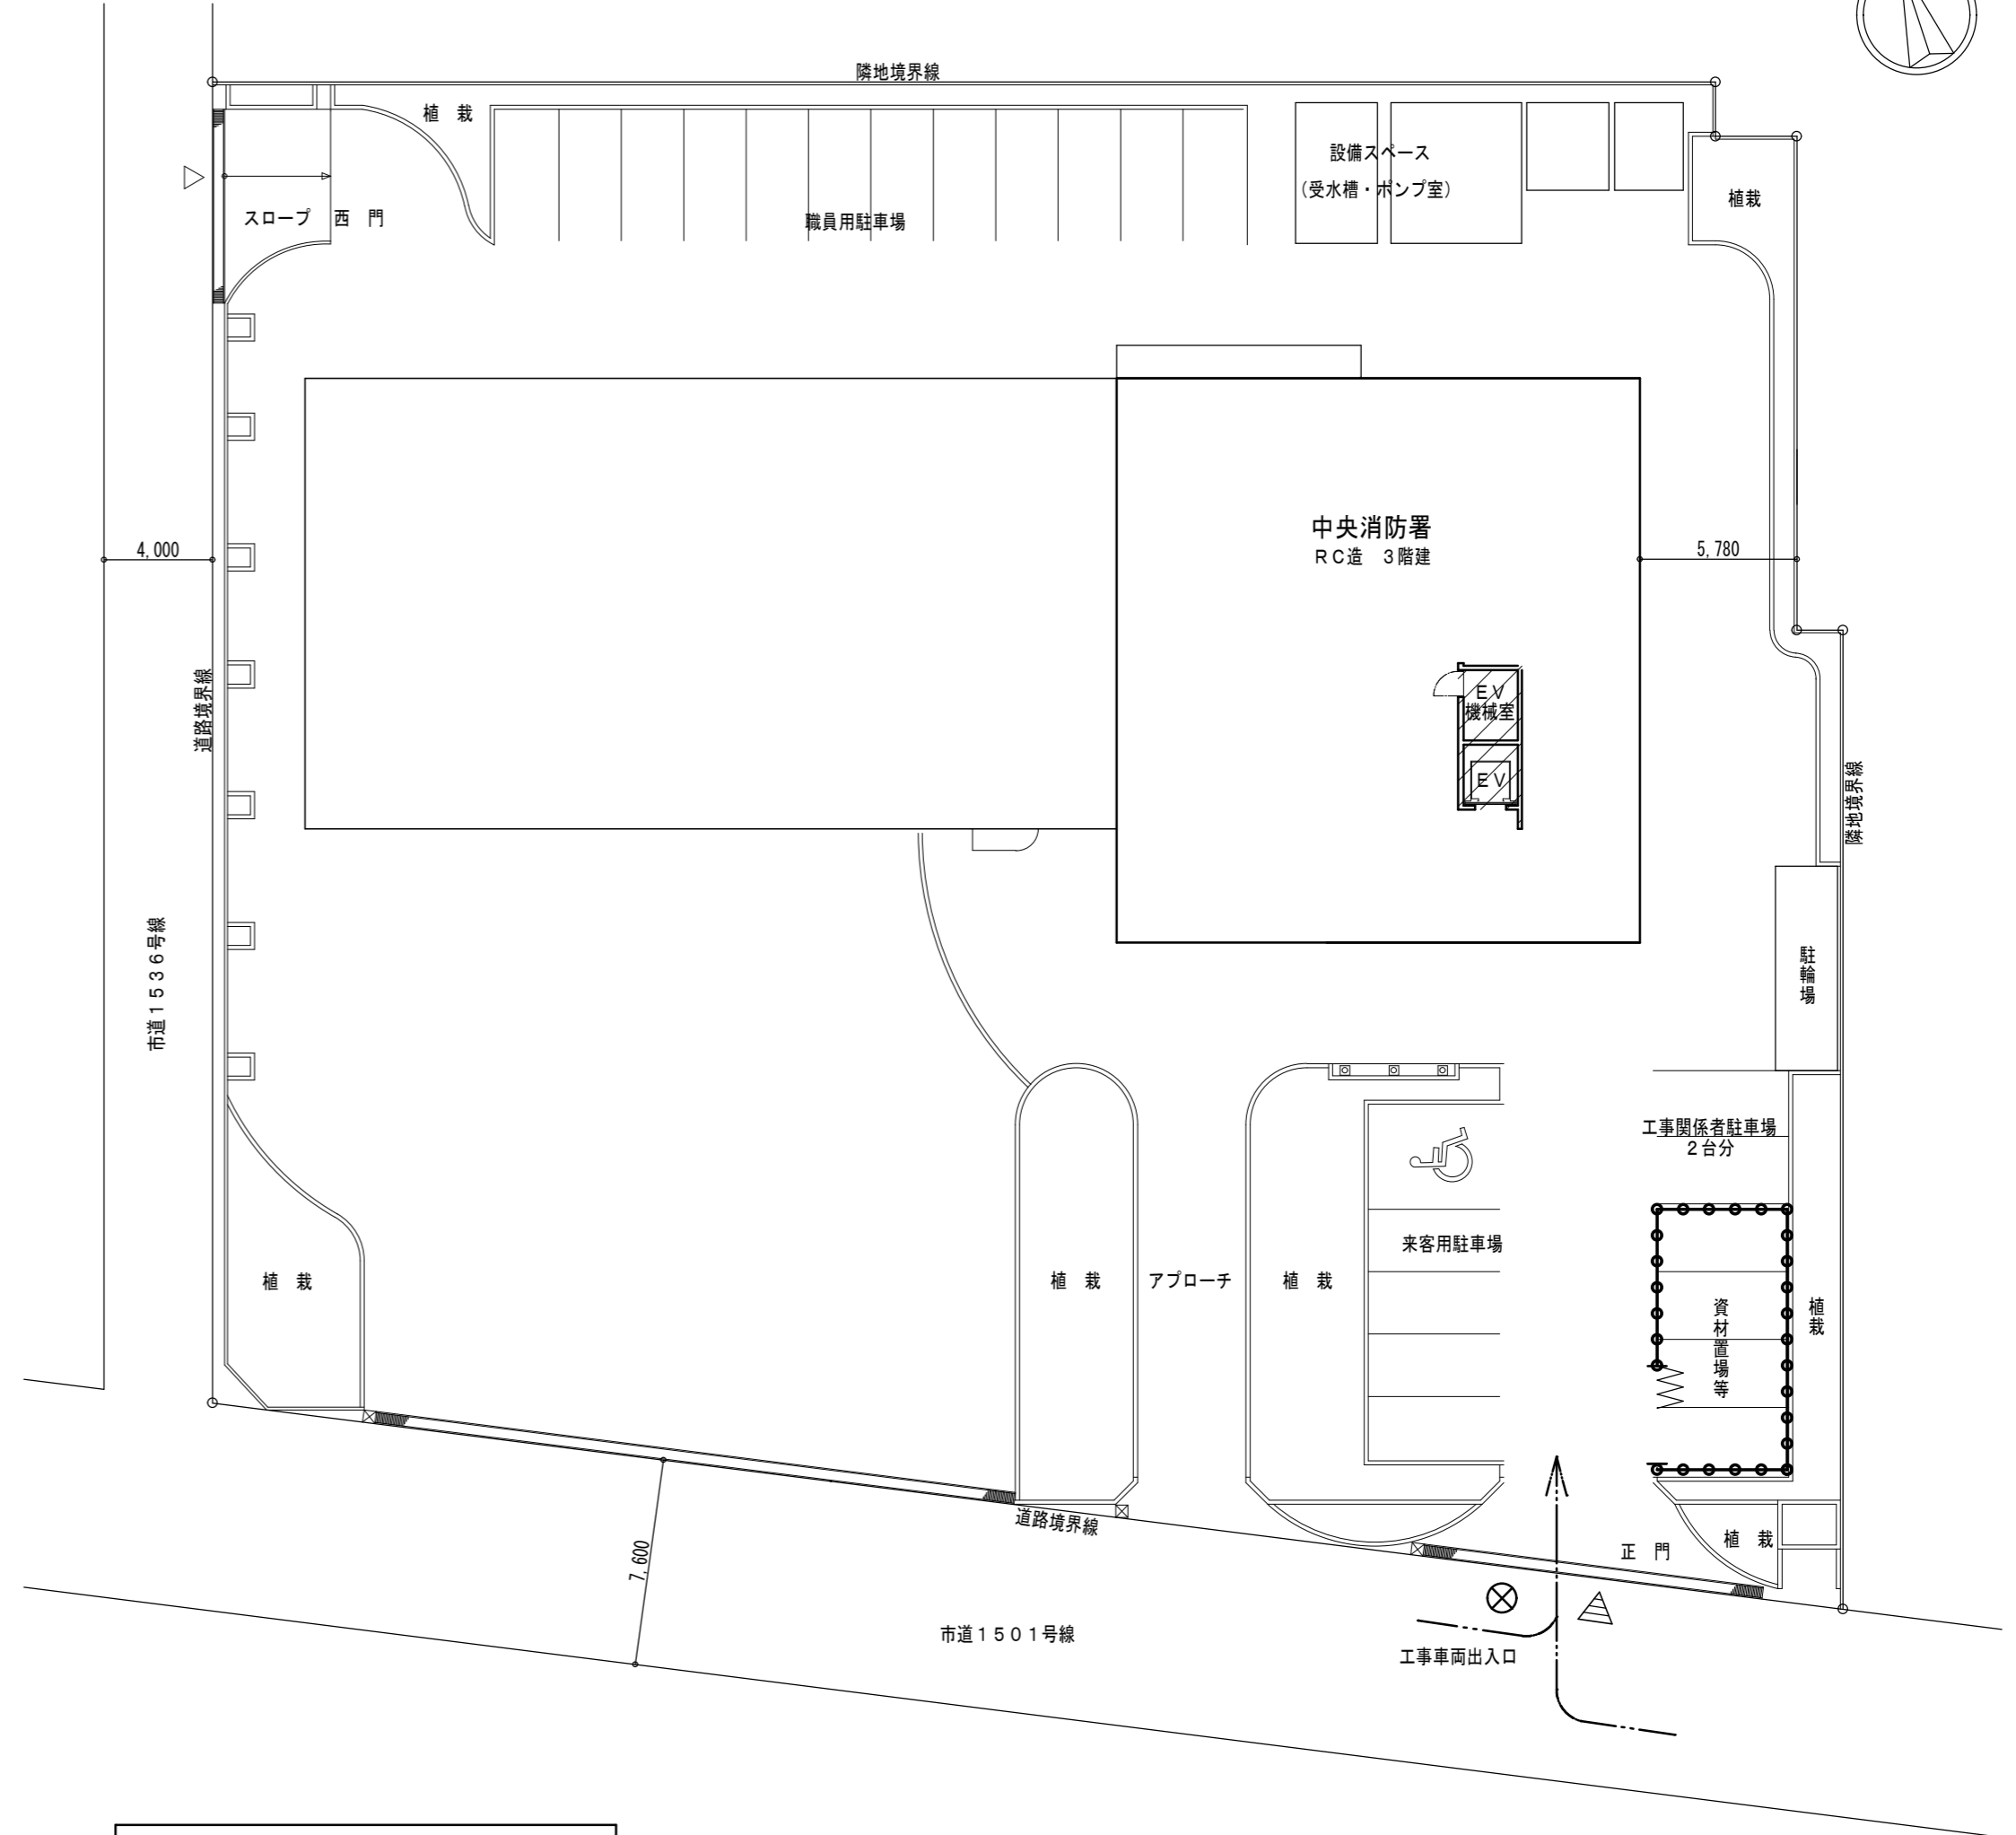 隣地境界線
植　栽
設備スペース
（受水槽・ポンプ室）
植栽
スロープ　西　門
職員用駐車場
中央消防署
ＲＣ造　３階建
4,000
5,780
道路境界線
ＥＶ
機械室
ＥＶ
隣地境界線
市道１５３６号線
駐輪場
工事関係者駐車場
２台分
来客用駐車場
植　栽
植　栽
アプローチ
植　栽
資材置場等
植栽
道路境界線
7,600
正　門
植　栽
市道１５０１号線
工事車両出入口